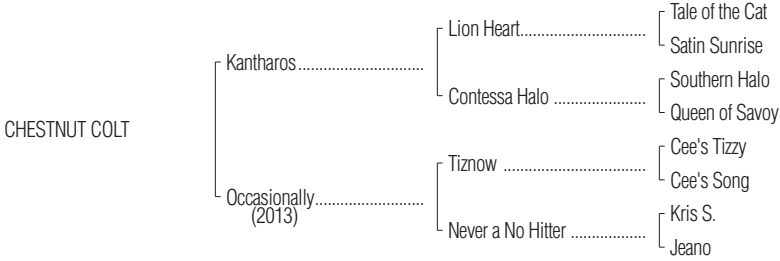 Tale of the Cat
Lion Heart..............................
Satin Sunrise
Kantharos..............................
Southern Halo
Contessa Halo ......................
Queen of Savoy
CHESTNUT COLT
Cee's Tizzy
Tiznow ..................................
Cee's Song
Occasionally..........................
(2013)
Kris S.
Never a No Hitter ..................
Jeano